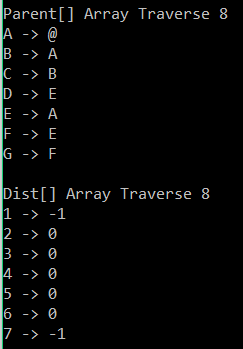 Parent[] Array Traverse 8
A -> @
B -> A
C -> B
D -> E
E -> A
F -> E
G -> F
Dist[] Array Traverse 8
1 -> -1
2 -> 0
3 -> 0
4 -> 0
5 -> 0
6 -> 0
7 -> -1